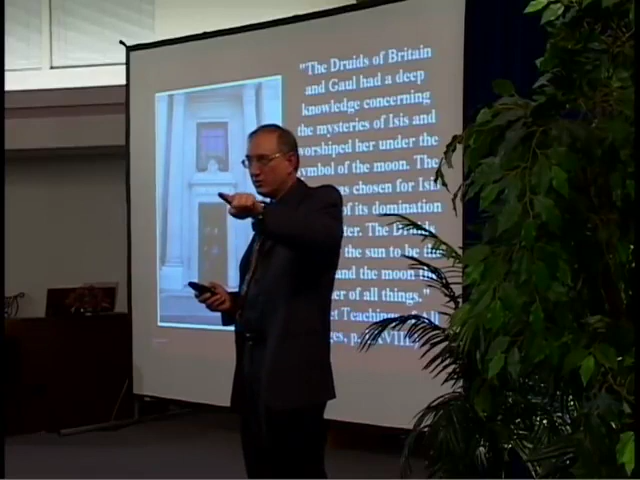 "The Druids of Britain
and Gaul had a deep
knowledge concerning
the mysteries of Isis and
worshiped her under the
symbol of the moon. The
was chosen for Isis
of its domination
The Druids
the sun to be the
and the moon the
of all things."
Teachings of All
p.